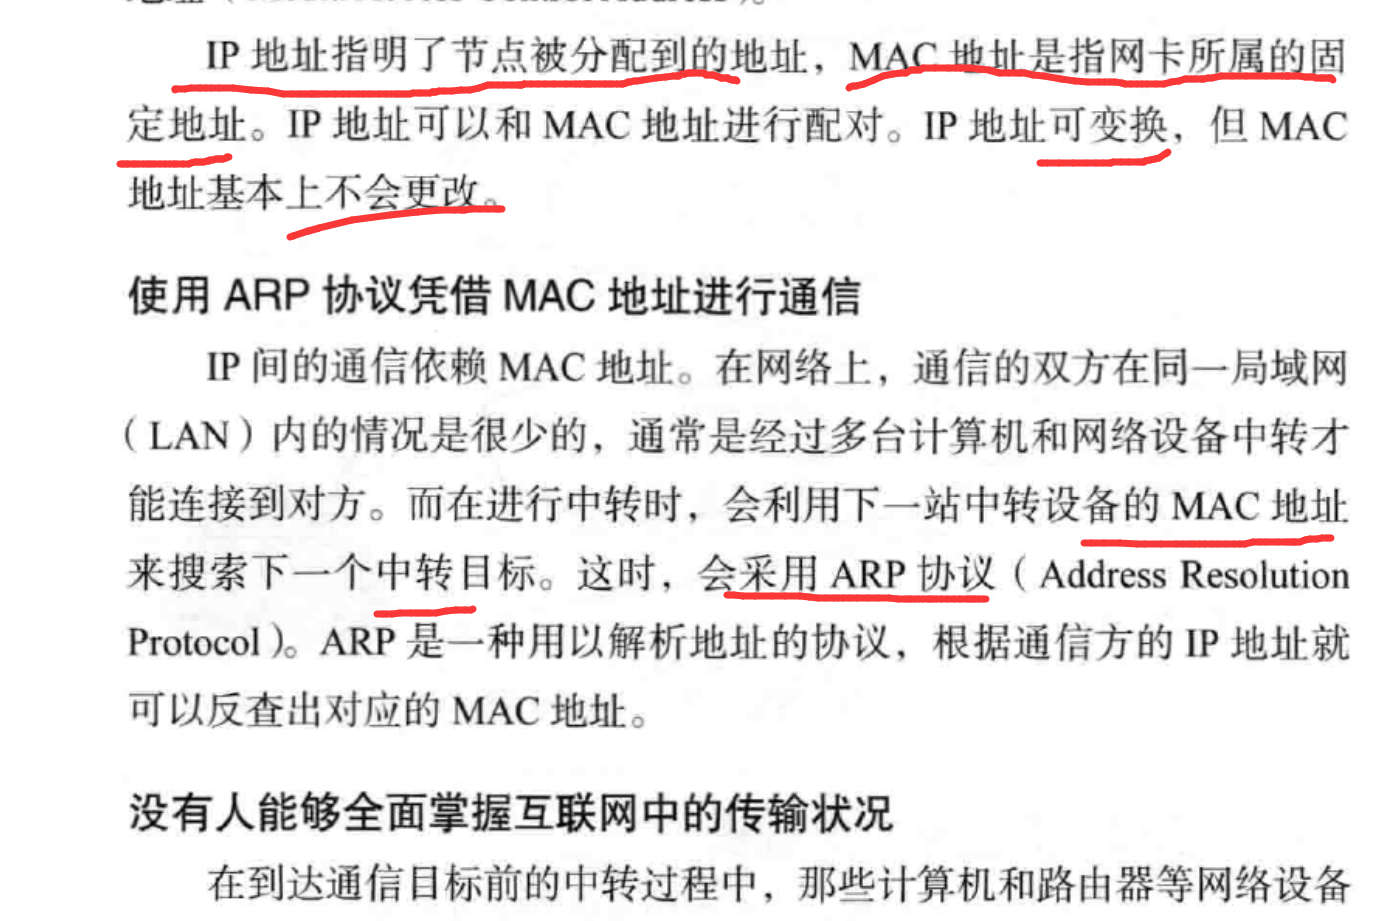 IP 地址指明了节点被分配到的地址，MAC 地址是指网卡所属的固
定地址。IP 地址可以和 MAC 地址进行配对。IP 地址可变换，但 MAC
地址基本上不会更改。
使用 ARP 协议凭借 MAC 地址进行通信
IP 间的通信依赖 MAC 地址。在网络上，通信的双方在同一局域网
（LAN）内的情况是很少的，通常是经过多台计算机和网络设备中转才
能连接到对方。而在进行中转时，会利用下一站中转设备的 MAC 地址
来搜索下一个中转目标。这时，会采用 ARP 协议（Address Resolution
Protocol）。ARP 是一种用以解析地址的协议，根据通信方的 IP 地址就
可以反查出对应的 MAC 地址。
没有人能够全面掌握互联网中的传输状况
在到达通信目标前的中转过程中，那些计算机和路由器等网络设备